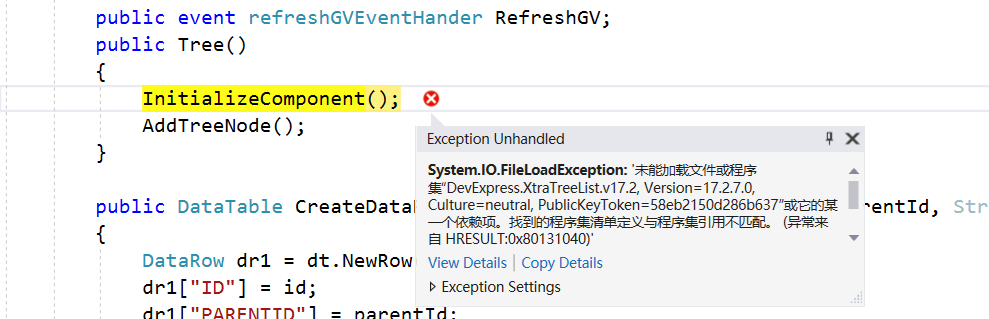 public event refreshGVEventHander RefreshGV;
public Tree()
{
InitializeComponent();
AddTreeNode();
}
Exception Unhandled
System.IO.FileLoadException: '未能加载文件或程序
集“DevExpress.XtraTreeList.v17.2, Version=17.2.7.0,
Culture=neutral, PublicKeyToken=58eb2150d286b637”或它的某
一个依赖项。找到的程序集清单定义与程序集引用不匹配。 (异常来
自 HRESULT:0x80131040)'
View Details | Copy Details
Exception Settings
public DataTable CreateData
rentId, Str
{
DataRow dr1 = dt.NewRow
dr1["ID"] = id;
dr1["PARENTID"] = parentId;